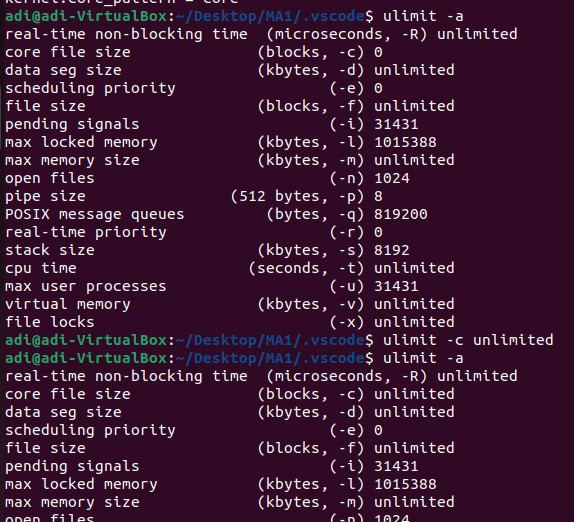 kernel.core_pattern = core
adi@adi-VirtualBox:~/Desktop/MA1/.vscode$ ulimit -a
real-time non-blocking time  (microseconds, -R) unlimited
core file size              (blocks, -c) 0
data seg size               (kbytes, -d) unlimited
scheduling priority                 (-e) 0
file size                   (blocks, -f) unlimited
pending signals                     (-i) 31431
max locked memory           (kbytes, -l) 1015388
max memory size             (kbytes, -m) unlimited
open files                          (-n) 1024
pipe size                (512 bytes, -p) 8
POSIX message queues         (bytes, -q) 819200
real-time priority                  (-r) 0
stack size                  (kbytes, -s) 8192
cpu time                   (seconds, -t) unlimited
max user processes                  (-u) 31431
virtual memory              (kbytes, -v) unlimited
file locks                          (-x) unlimited
adi@adi-VirtualBox:~/Desktop/MA1/.vscode$ ulimit -c unlimited
adi@adi-VirtualBox:~/Desktop/MA1/.vscode$ ulimit -a
real-time non-blocking time  (microseconds, -R) unlimited
core file size              (blocks, -c) unlimited
data seg size               (kbytes, -d) unlimited
scheduling priority                 (-e) 0
file size                   (blocks, -f) unlimited
pending signals                     (-i) 31431
max locked memory           (kbytes, -l) 1015388
max memory size             (kbytes, -m) unlimited
open files                          (-n) 1024